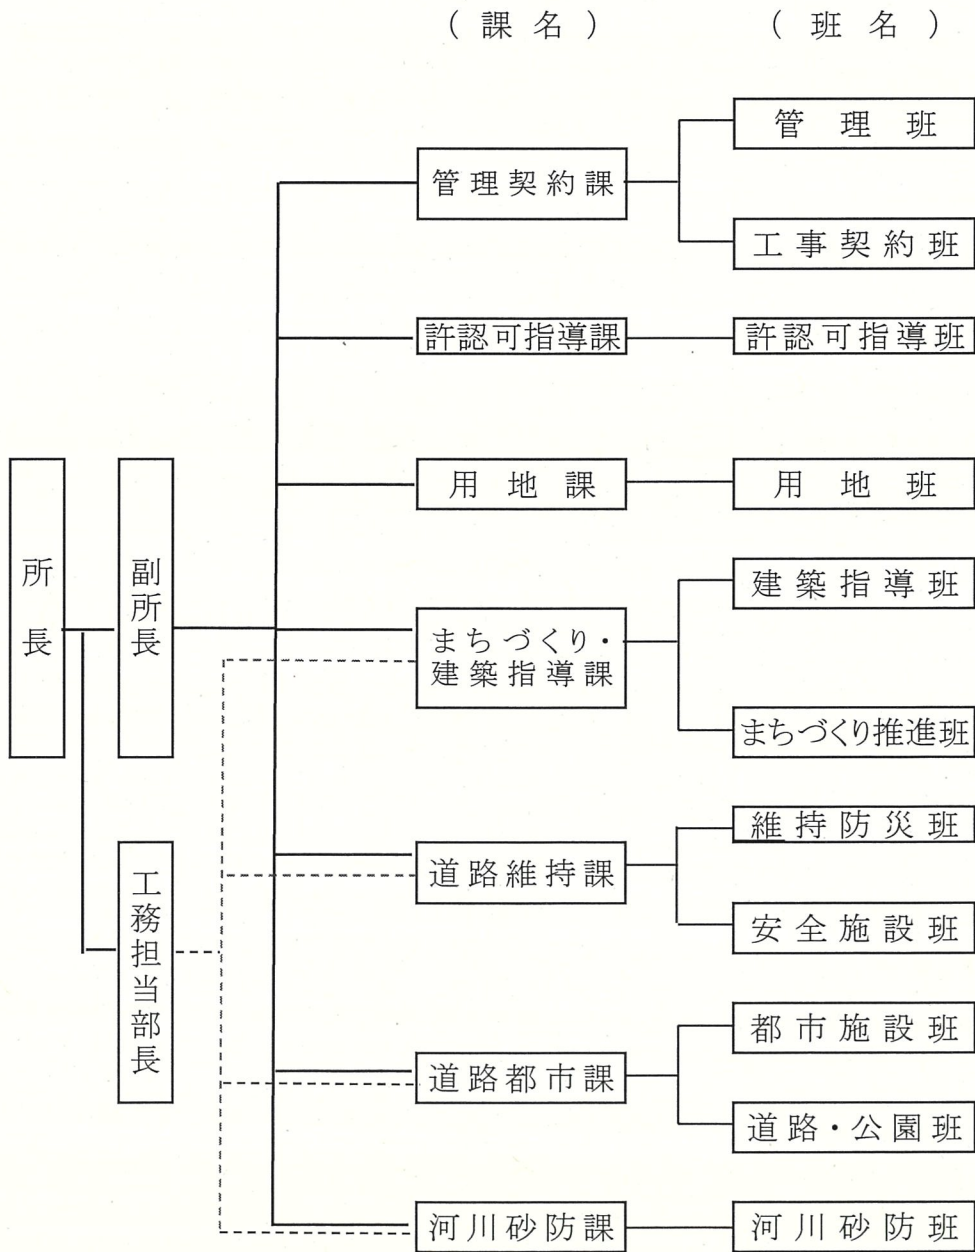 (課名) (班名)
管理班
管理契約課
工事契約班
許認可指導課 許認可指導班
用地課 用地班
所長
副所長
建築指導班
まちづくり・
建築指導課
まちづくり推進班
工務担当部長
維持防災班
道路維持課
安全施設班
都市施設班
道路都市課
道路・公園班
河川砂防課 河川砂防班